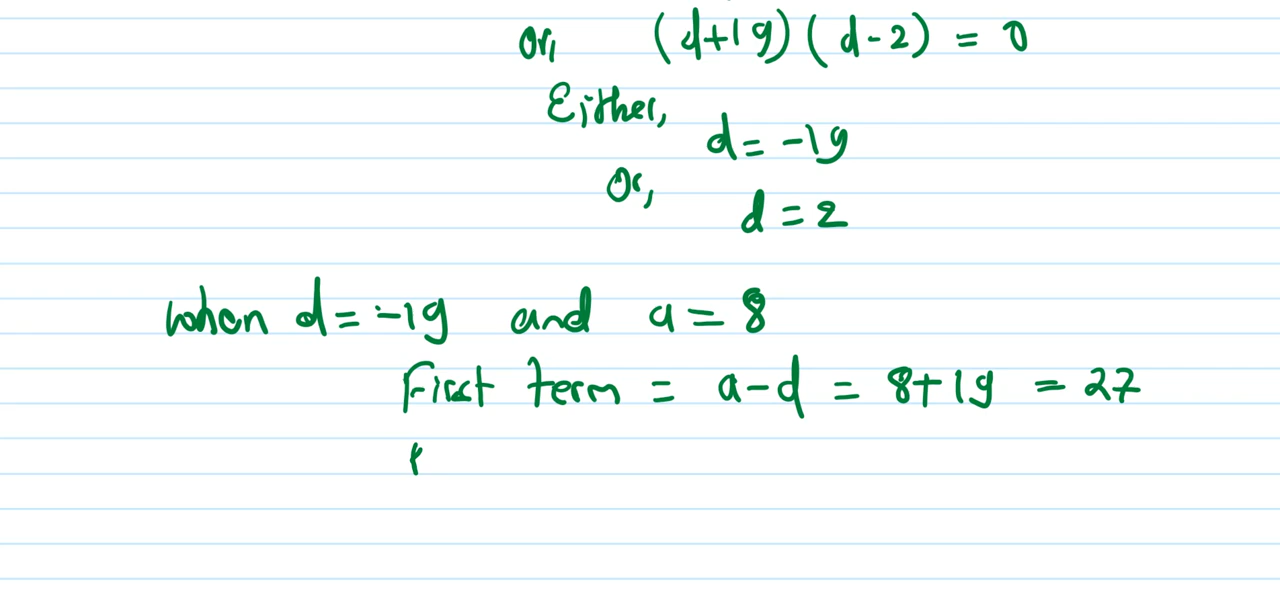 Or, (d+19)(d-2) = 0
Either,
d = -19
Or,
d = 2
when d = -19 and a = 8
First term = a-d = 8+19 = 27